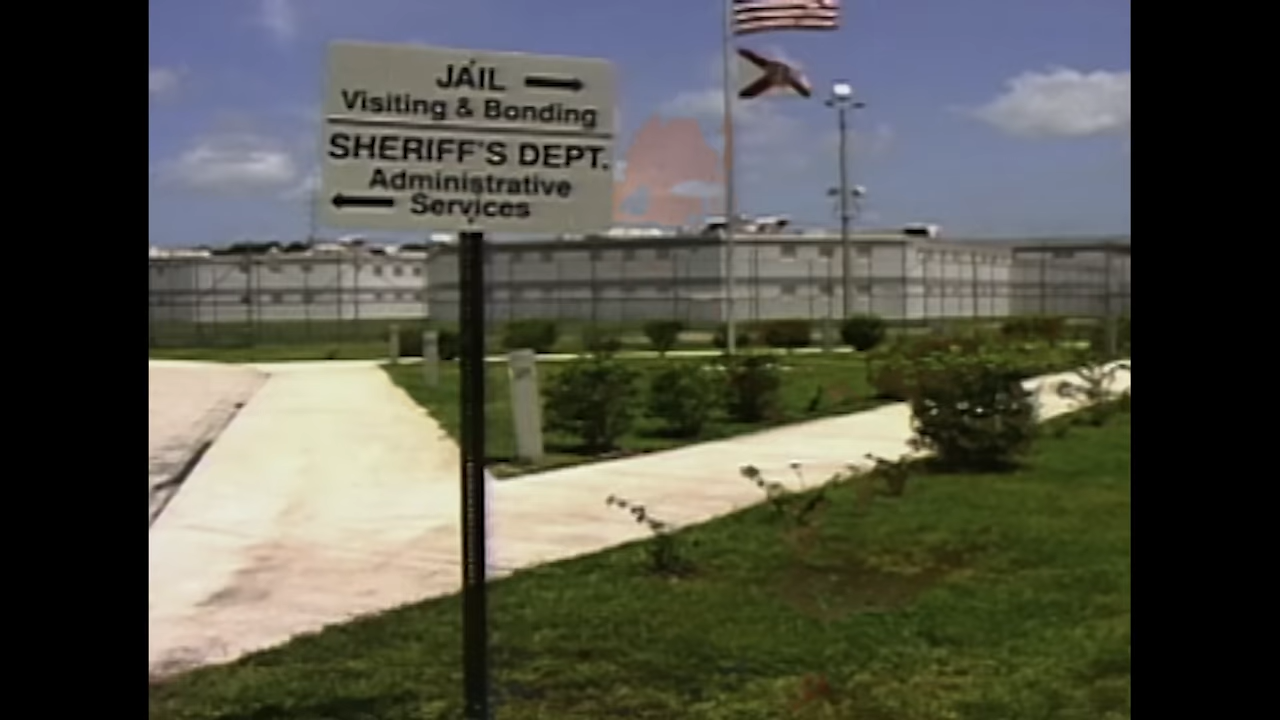 JAIL
Visiting & Bonding
SHERIFF'S DEPT.
Administrative
Services